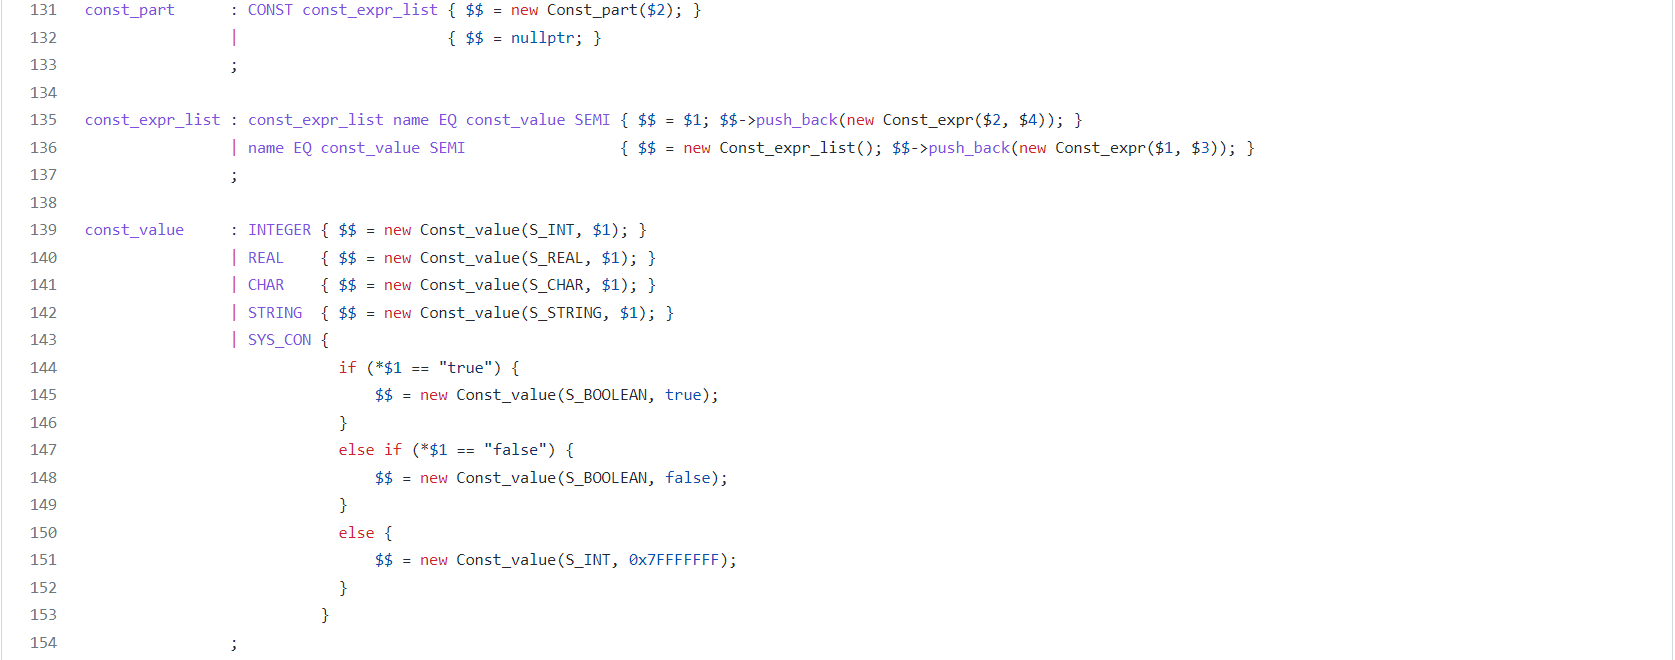 131 const_part : CONST const_expr_list { $$ = new Const_part($2); }
132 | { $$ = nullptr; }
133 ;
134
135 const_expr_list : const_expr_list name EQ const_value SEMI { $$ = $1; $$->push_back(new Const_expr($2, $4)); }
136 | name EQ const_value SEMI { $$ = new Const_expr_list(); $$->push_back(new Const_expr($1, $3)); }
137 ;
138
139 const_value : INTEGER { $$ = new Const_value(S_INT, $1); }
140 | REAL { $$ = new Const_value(S_REAL, $1); }
141 | CHAR { $$ = new Const_value(S_CHAR, $1); }
142 | STRING { $$ = new Const_value(S_STRING, $1); }
143 | SYS_CON {
144 if (*$1 == "true") {
145 $$ = new Const_value(S_BOOLEAN, true);
146 }
147 else if (*$1 == "false") {
148 $$ = new Const_value(S_BOOLEAN, false);
149 }
150 else {
151 $$ = new Const_value(S_INT, 0x7FFFFFFF);
152 }
153 }
154 ;